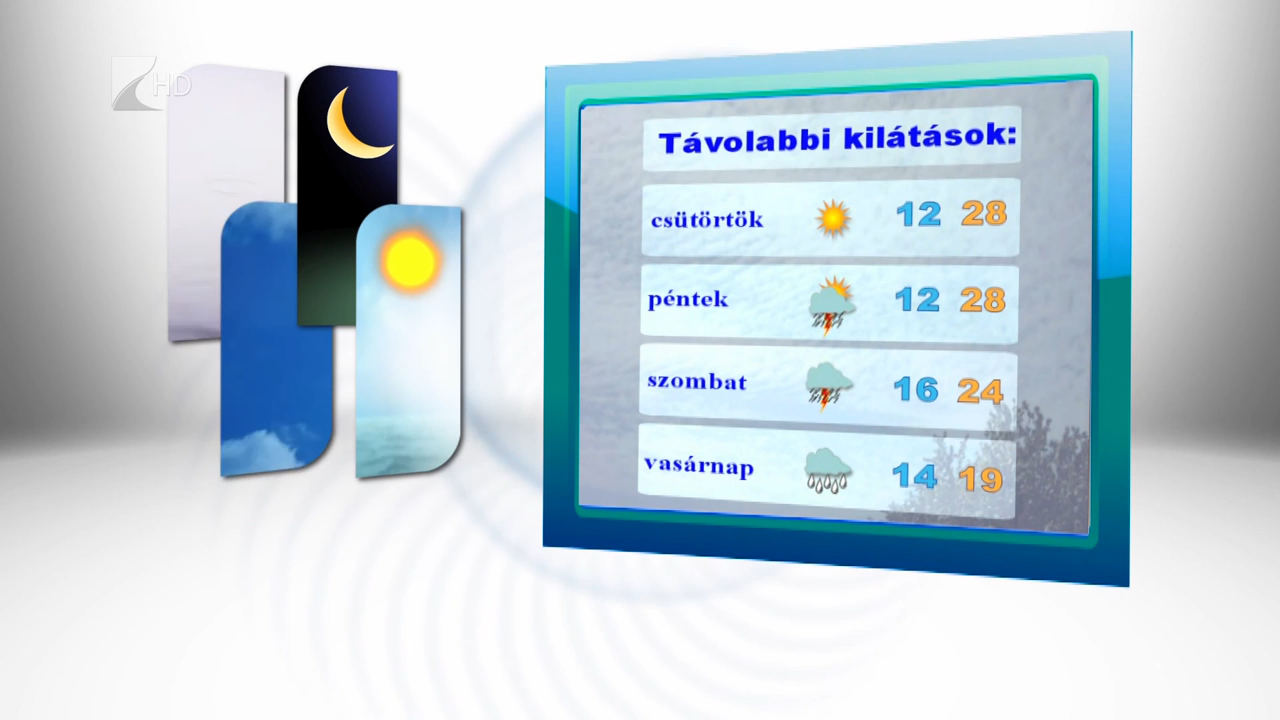 HD
Távolabbi kilátások:
csütörtök 12 28
péntek 12 28
szombat 16 24
vasárnap 14 19